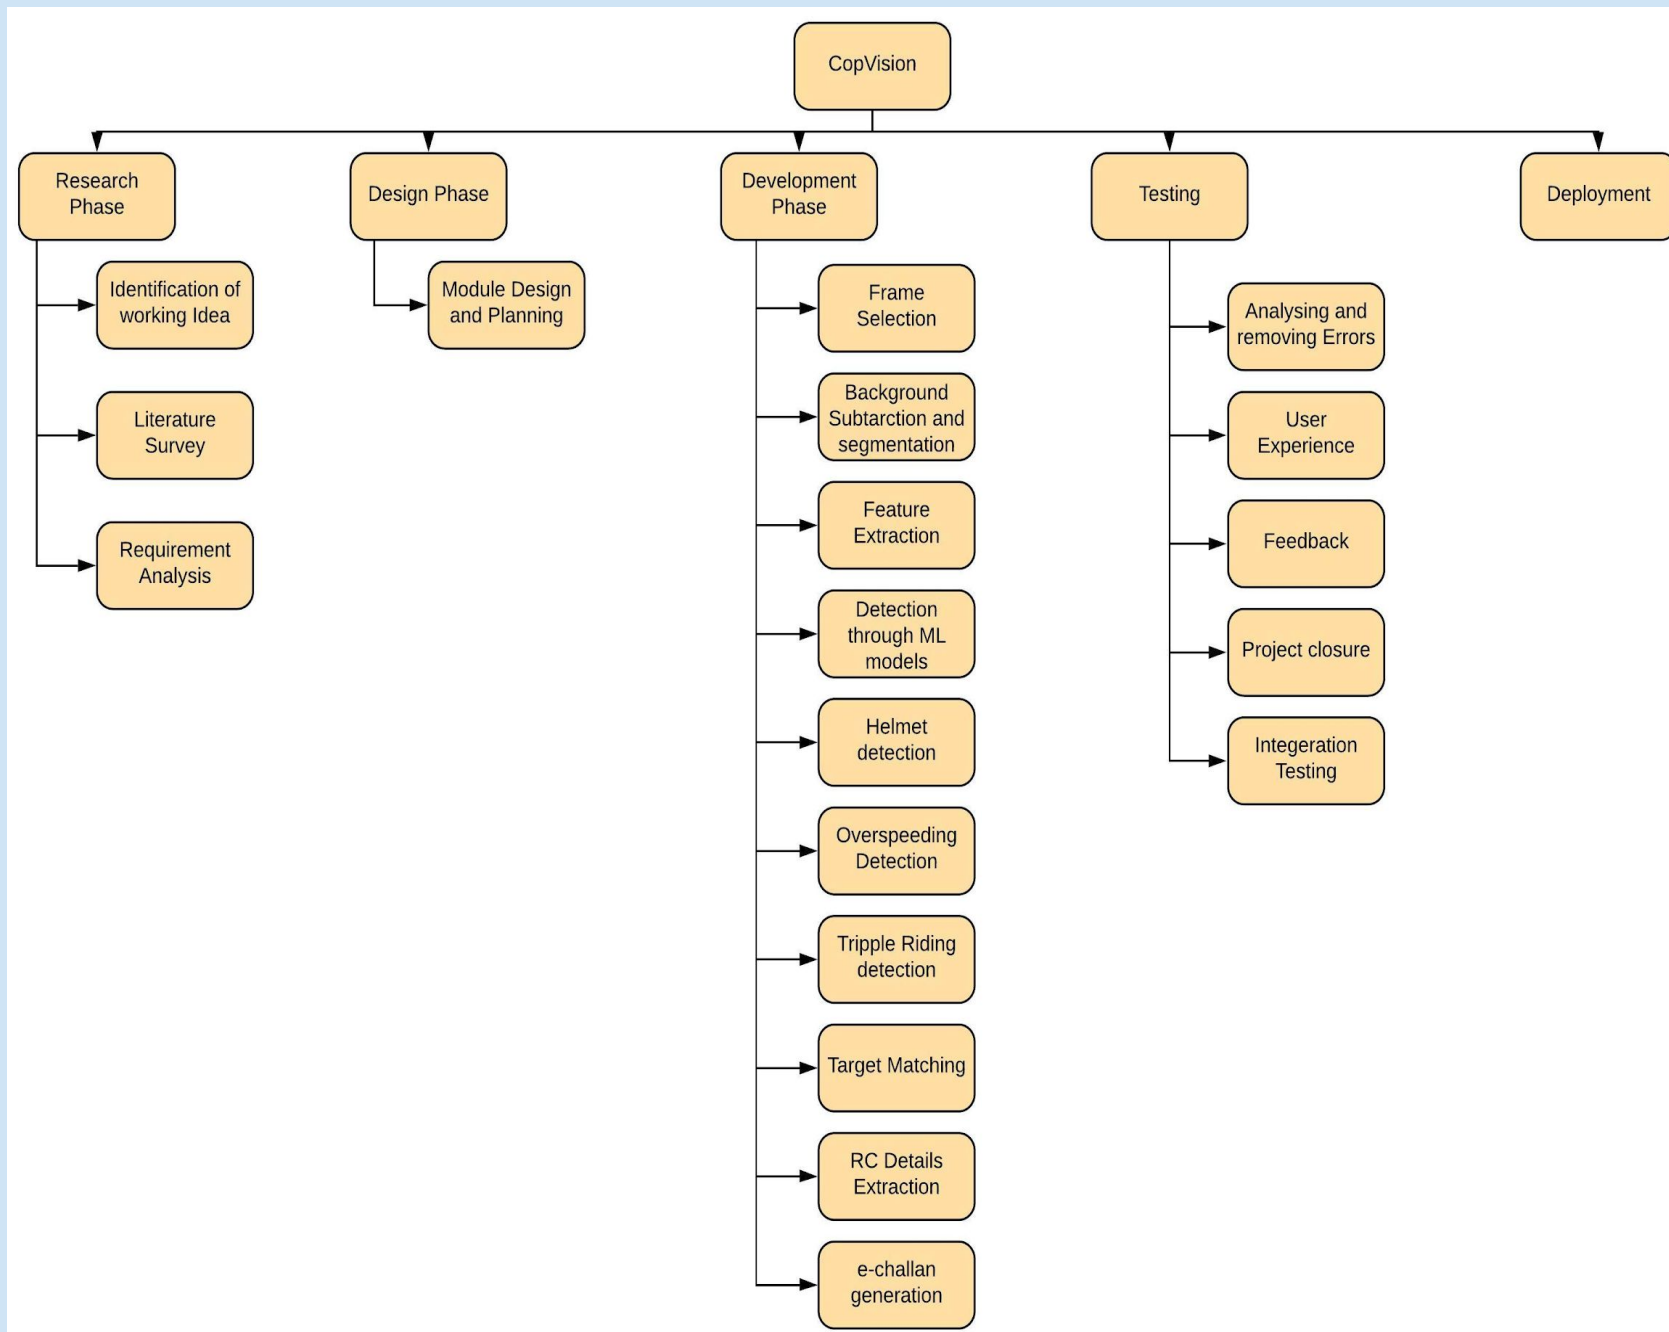 CopVision
Research
Phase
Design Phase
Development
Phase
Testing
Deployment
Identification of
working Idea
Literature
Survey
Requirement
Analysis
Module Design
and Planning
Frame
Selection
Background
Subtarction and
segmentation
Feature
Extraction
Detection
through ML
models
Helmet
detection
Overspeeding
Detection
Tripple Riding
detection
Target Matching
RC Details
Extraction
e-challan
generation
Analysing and
removing Errors
User
Experience
Feedback
Project closure
Integeration
Testing